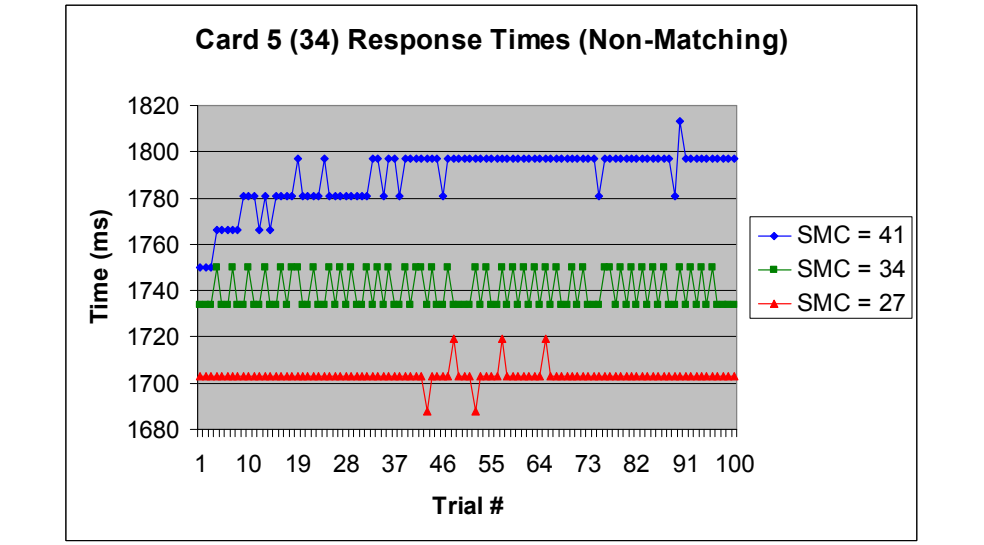 Card 5 (34) Response Times (Non-Matching)
1820
1800
1780
1760
1740
1720
1700
1680
Time (ms)
1 10 19 28 37 46 55 64 73 82 91 100
Trial #
SMC = 41
SMC = 34
SMC = 27